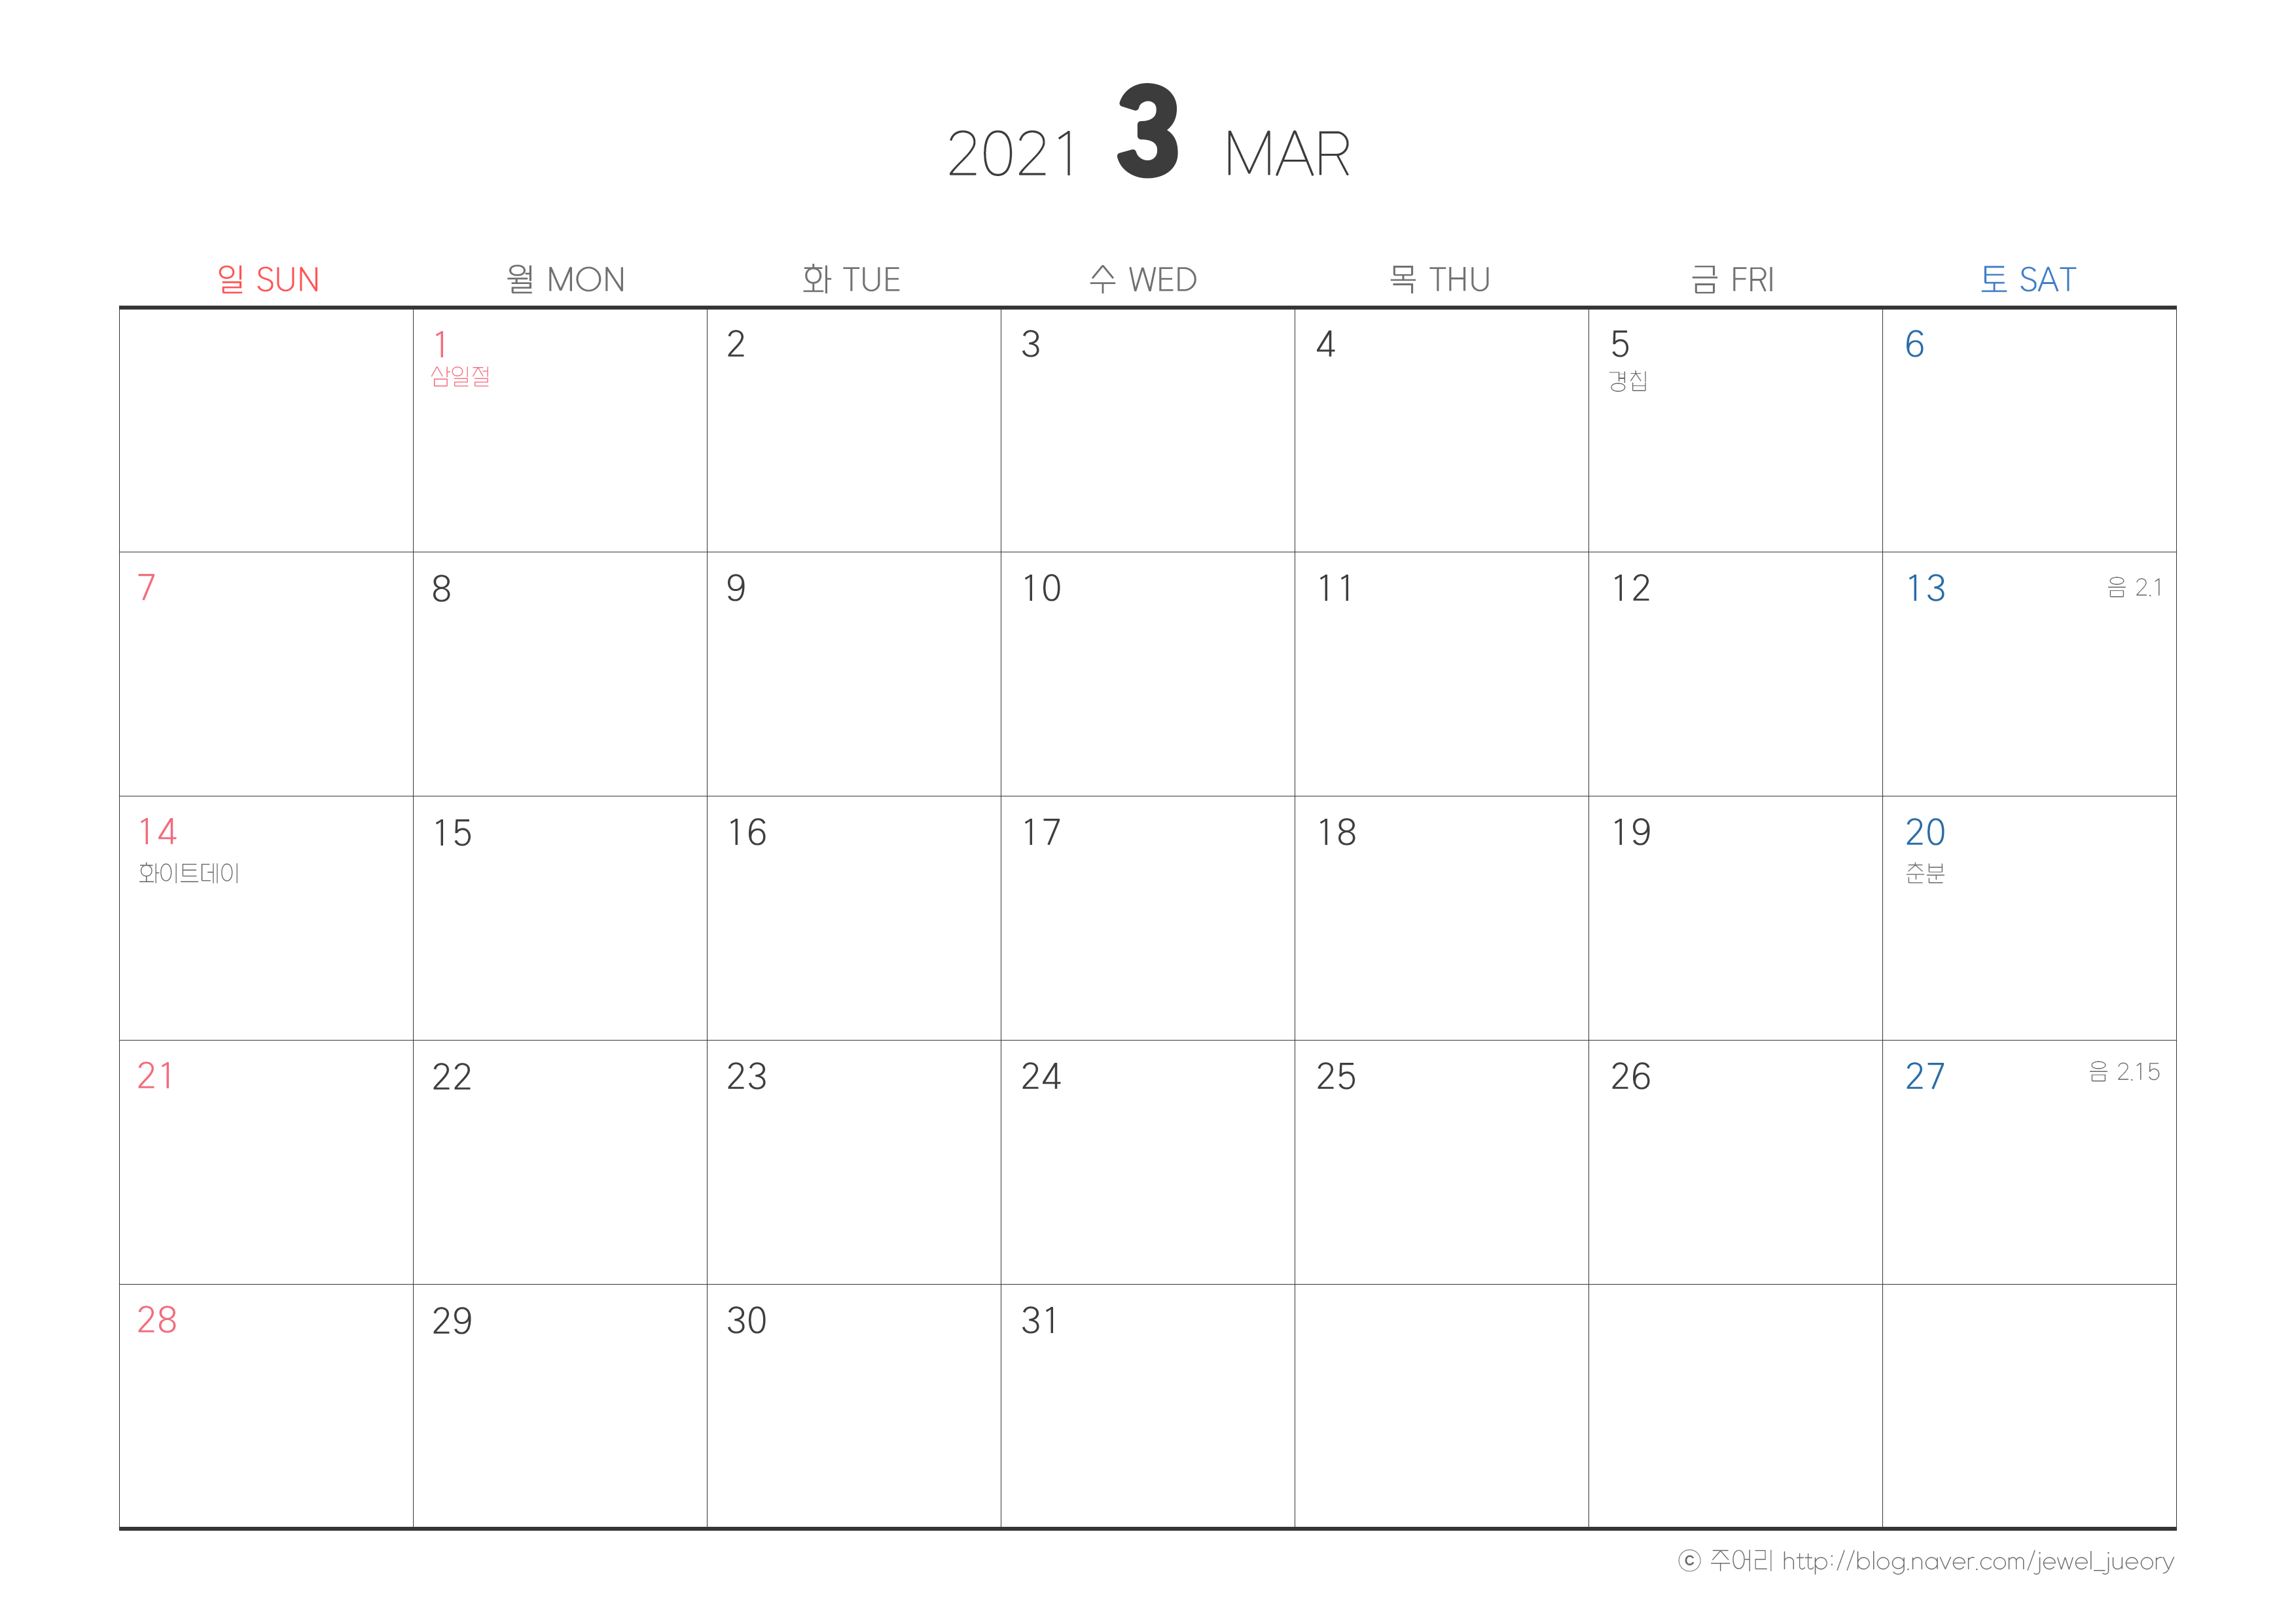 2021 3 MAR
일 SUN 월 MON 화 TUE 수 WED 목 THU 금 FRI 토 SAT
1 2 3 4 5 6
삼일절 경칩
7 8 9 10 11 12 13 음 2.1
14 15 16 17 18 19 20
화이트데이 춘분
21 22 23 24 25 26 27 음 2.15
28 29 30 31
ⓒ 주어리 http://blog.naver.com/jewel_jueory